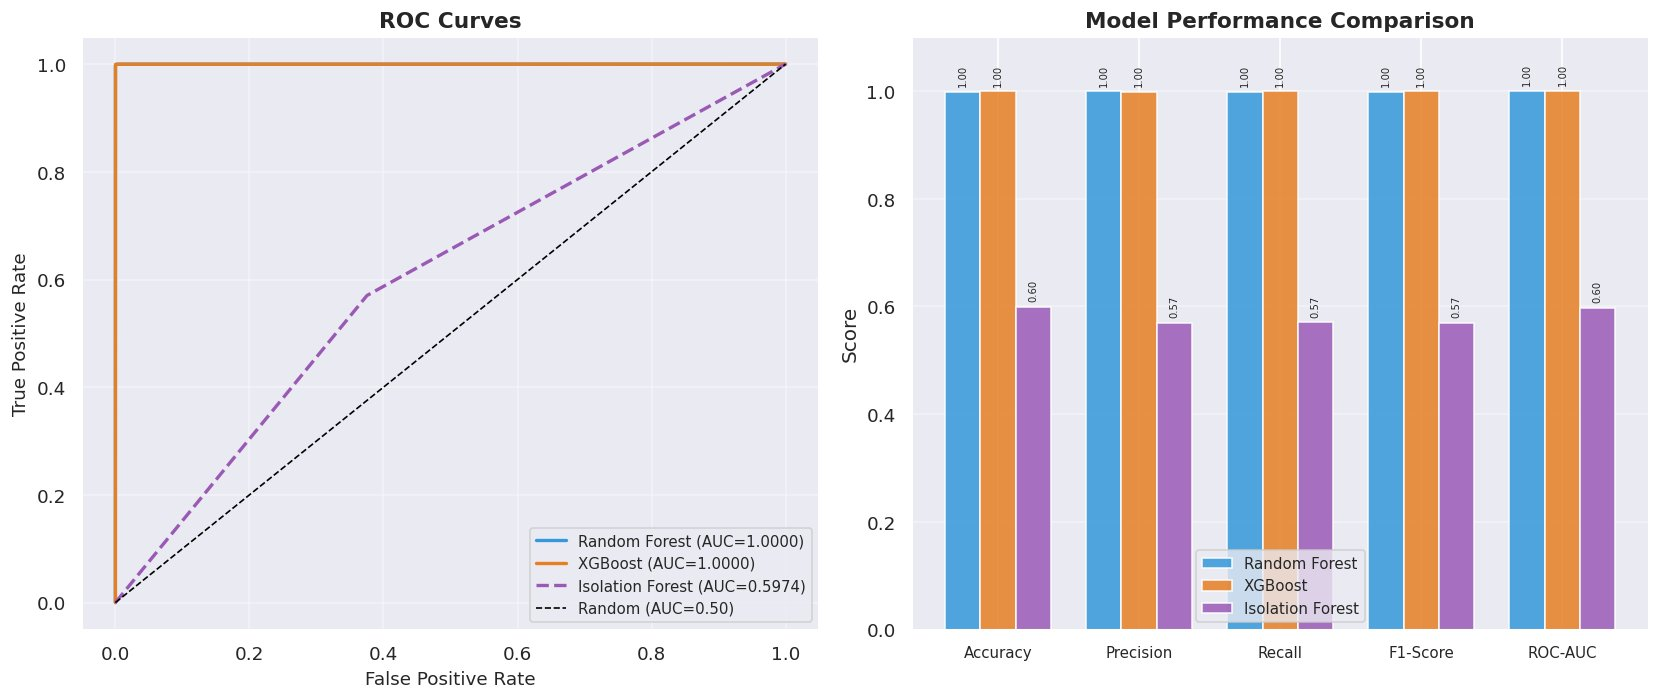 ROC Curves
1.0
0.8
0.6
0.4
0.2
0.0
True Positive Rate
0.0 0.2 0.4 0.6 0.8 1.0
False Positive Rate
Random Forest (AUC=1.0000)
XGBoost (AUC=1.0000)
Isolation Forest (AUC=0.5974)
Random (AUC=0.50)
Model Performance Comparison
1.0
0.8
0.6
0.4
0.2
0.0
Score
1.00 1.00 0.60 1.00 1.00 0.57 1.00 1.00 0.57 1.00 1.00 0.57 1.00 1.00 0.60
Random Forest
XGBoost
Isolation Forest
Accuracy Precision Recall F1-Score ROC-AUC